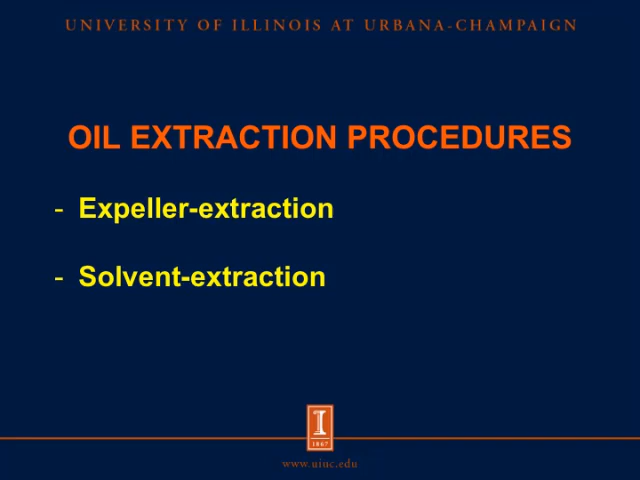 UNIVERSITY OF ILLINOIS AT URBANA-CHAMPAIGN
OIL EXTRACTION PROCEDURES
- Expeller-extraction
- Solvent-extraction
I
1867
www.uiuc.edu